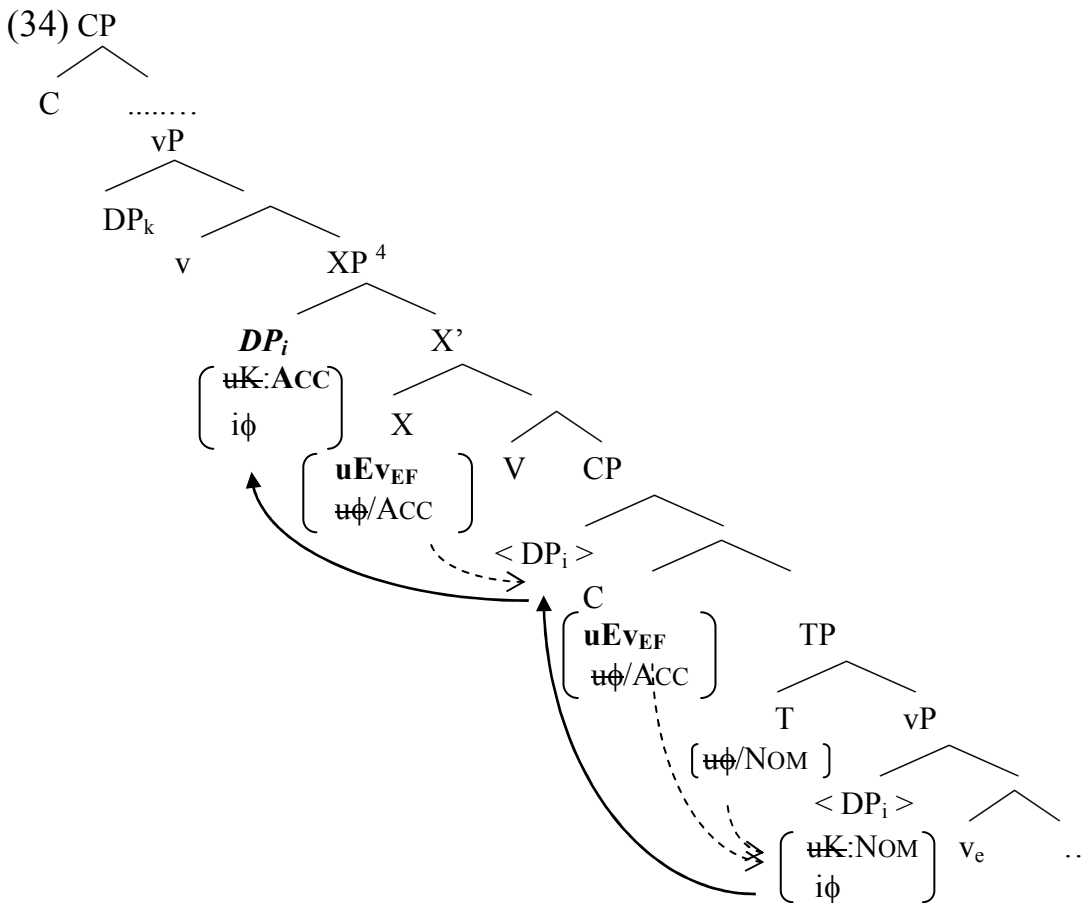 (34) CP
C ........
vP
DPk
v XP 4
DPi X’
uK:ACC
iϕ
X
V CP
uEvEF
uϕ/ACC
< DPi >
C
uEvEF
uϕ/ACC
TP
T vP
uϕ/NOM
< DPi >
uK:NOM
iϕ
ve ..